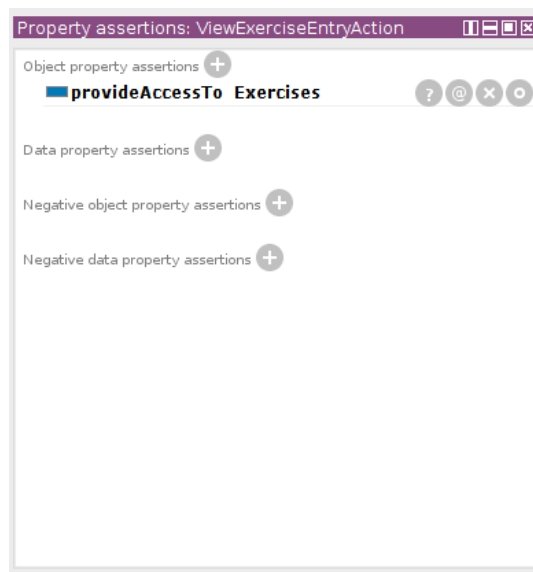 Property assertions: ViewExerciseEntryAction
Object property assertions
provideAccessTo Exercises
Data property assertions
Negative object property assertions
Negative data property assertions